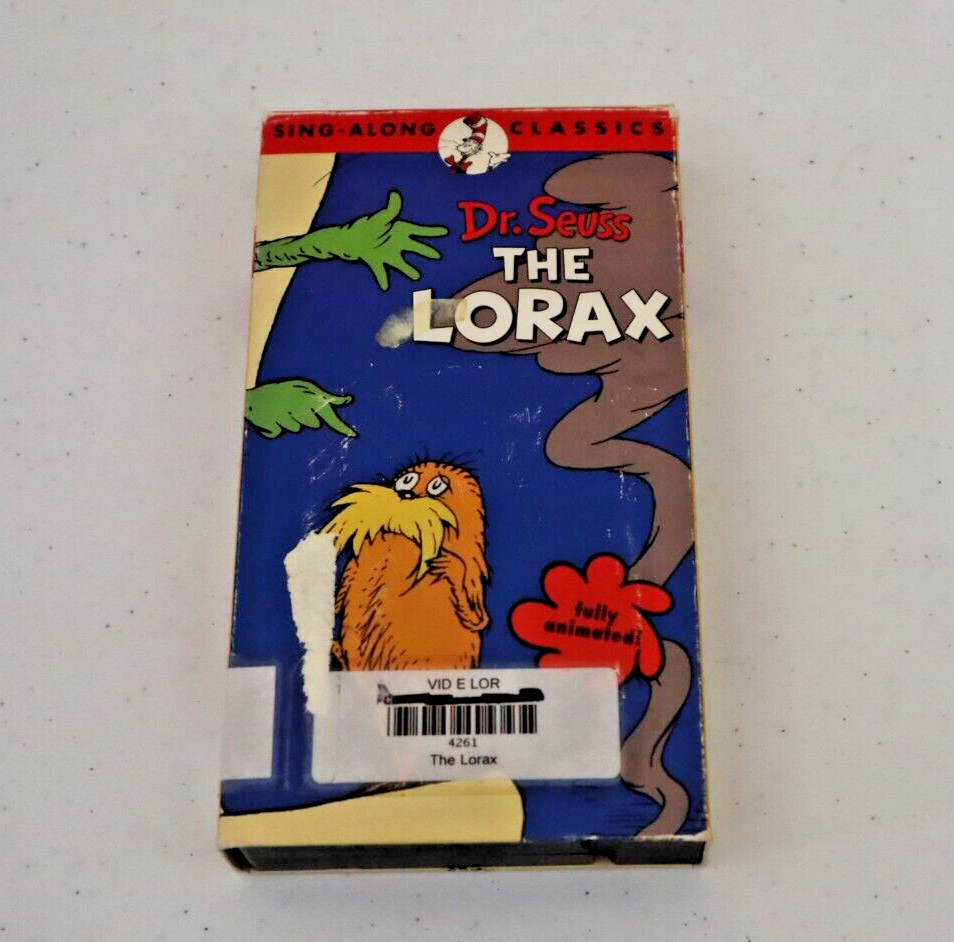 SING-ALONG CLASSICS
Dr. Seuss
THE
LORAX
fully
animated!
VID E LOR
4261
The Lorax